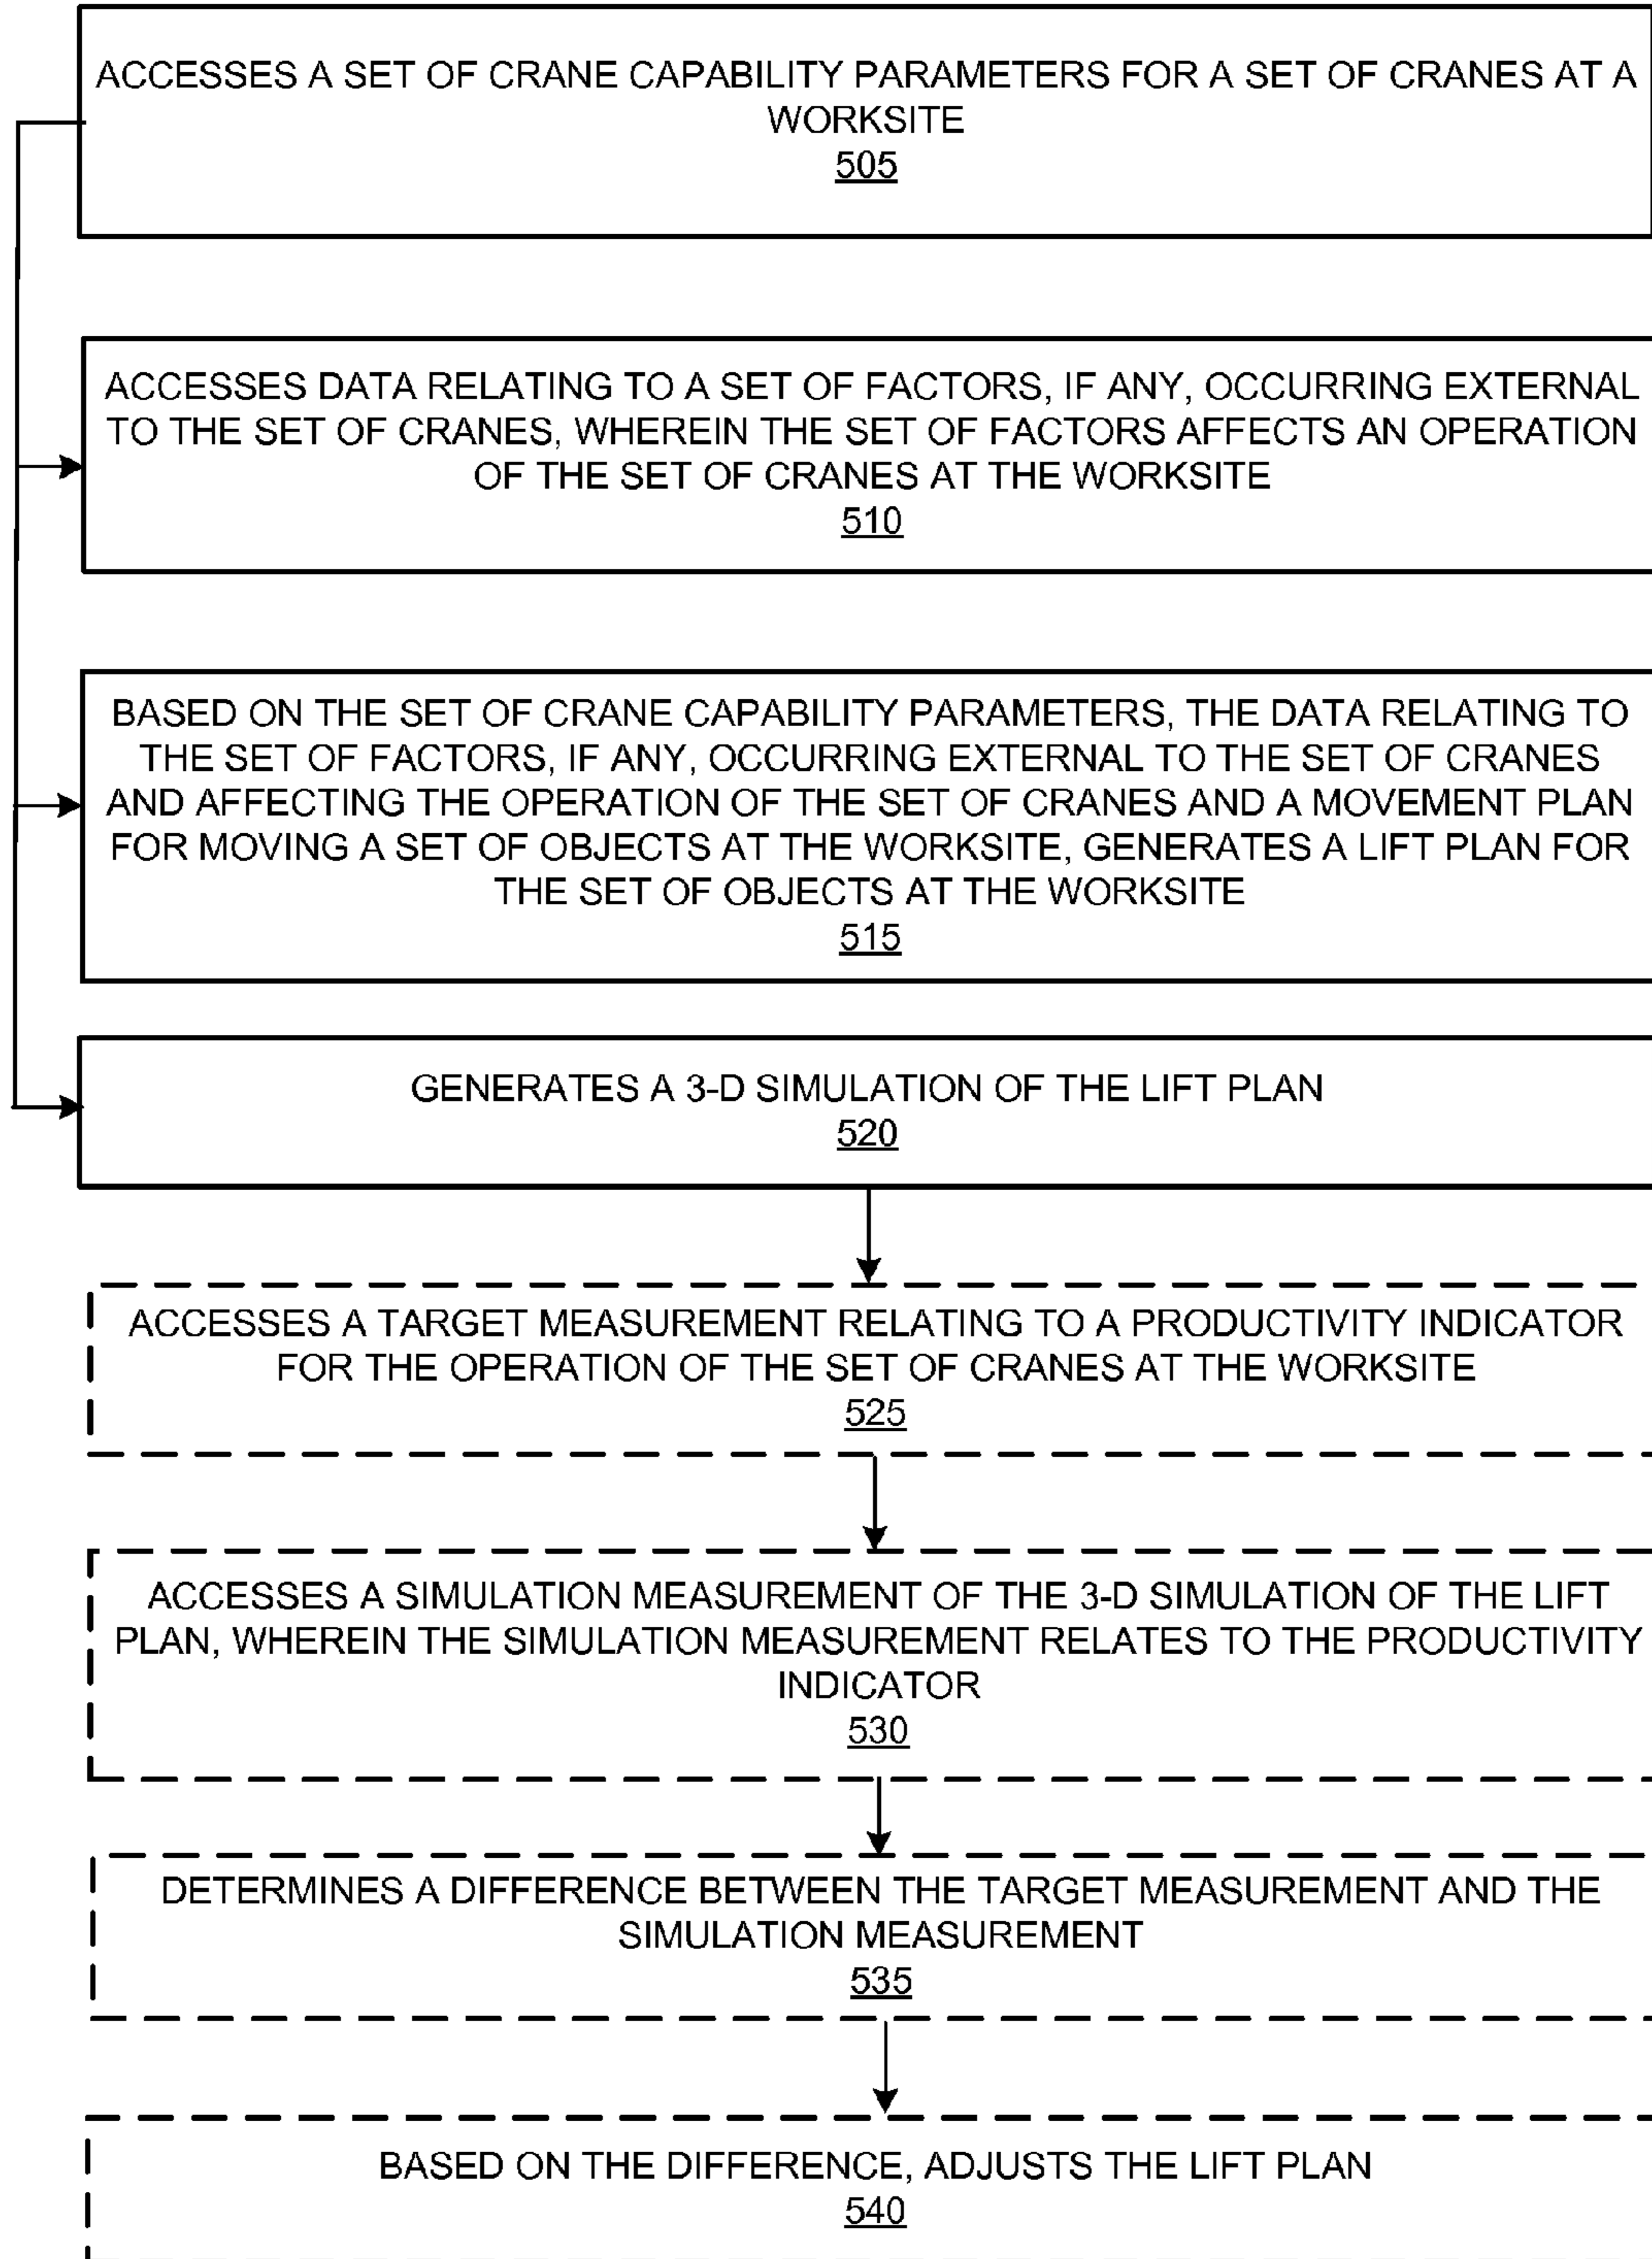 ACCESSES A SET OF CRANE CAPABILITY PARAMETERS FOR A SET OF CRANES AT A
WORKSITE
505
ACCESSES DATA RELATING TO A SET OF FACTORS, IF ANY, OCCURRING EXTERNAL
TO THE SET OF CRANES, WHEREIN THE SET OF FACTORS AFFECTS AN OPERATION
OF THE SET OF CRANES AT THE WORKSITE
510
BASED ON THE SET OF CRANE CAPABILITY PARAMETERS, THE DATA RELATING TO
THE SET OF FACTORS, IF ANY, OCCURRING EXTERNAL TO THE SET OF CRANES
AND AFFECTING THE OPERATION OF THE SET OF CRANES AND A MOVEMENT PLAN
FOR MOVING A SET OF OBJECTS AT THE WORKSITE, GENERATES A LIFT PLAN FOR
THE SET OF OBJECTS AT THE WORKSITE
515
GENERATES A 3-D SIMULATION OF THE LIFT PLAN
520
ACCESSES A TARGET MEASUREMENT RELATING TO A PRODUCTIVITY INDICATOR
FOR THE OPERATION OF THE SET OF CRANES AT THE WORKSITE
525
ACCESSES A SIMULATION MEASUREMENT OF THE 3-D SIMULATION OF THE LIFT
PLAN, WHEREIN THE SIMULATION MEASUREMENT RELATES TO THE PRODUCTIVITY
INDICATOR
530
DETERMINES A DIFFERENCE BETWEEN THE TARGET MEASUREMENT AND THE
SIMULATION MEASUREMENT
535
BASED ON THE DIFFERENCE, ADJUSTS THE LIFT PLAN
540